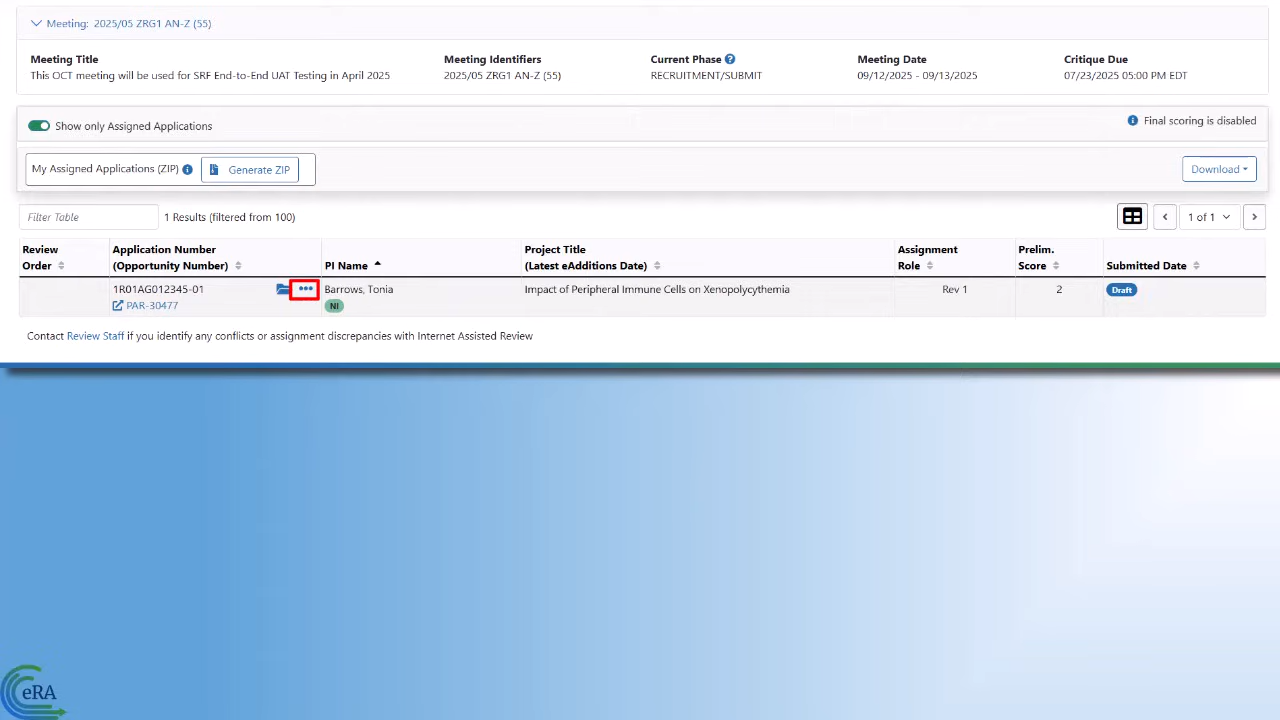 Meeting: 2025/05 ZRG1 AN-Z (55)
Meeting Title Meeting Identifiers Current Phase Meeting Date Critique Due
This OCT meeting will be used for SRF End-to-End UAT Testing in April 2025 2025/05 ZRG1 AN-Z (55) RECRUITMENT/SUBMIT 09/12/2025 - 09/13/2025 07/23/2025 05:00 PM EDT
Show only Assigned Applications Final scoring is disabled
My Assigned Applications (ZIP) Generate ZIP Download
Filter Table 1 Results (filtered from 100) 1 of 1
Review Application Number Project Title Assignment Prelim.
Order (Opportunity Number) PI Name (Latest eAdditions Date) Role Score Submitted Date
1R01AG012345-01 Barrows, Tonia Impact of Peripheral Immune Cells on Xenopolycythemia Rev 1 2 Draft
PAR-30477 NI
Contact Review Staff if you identify any conflicts or assignment discrepancies with Internet Assisted Review
eRA